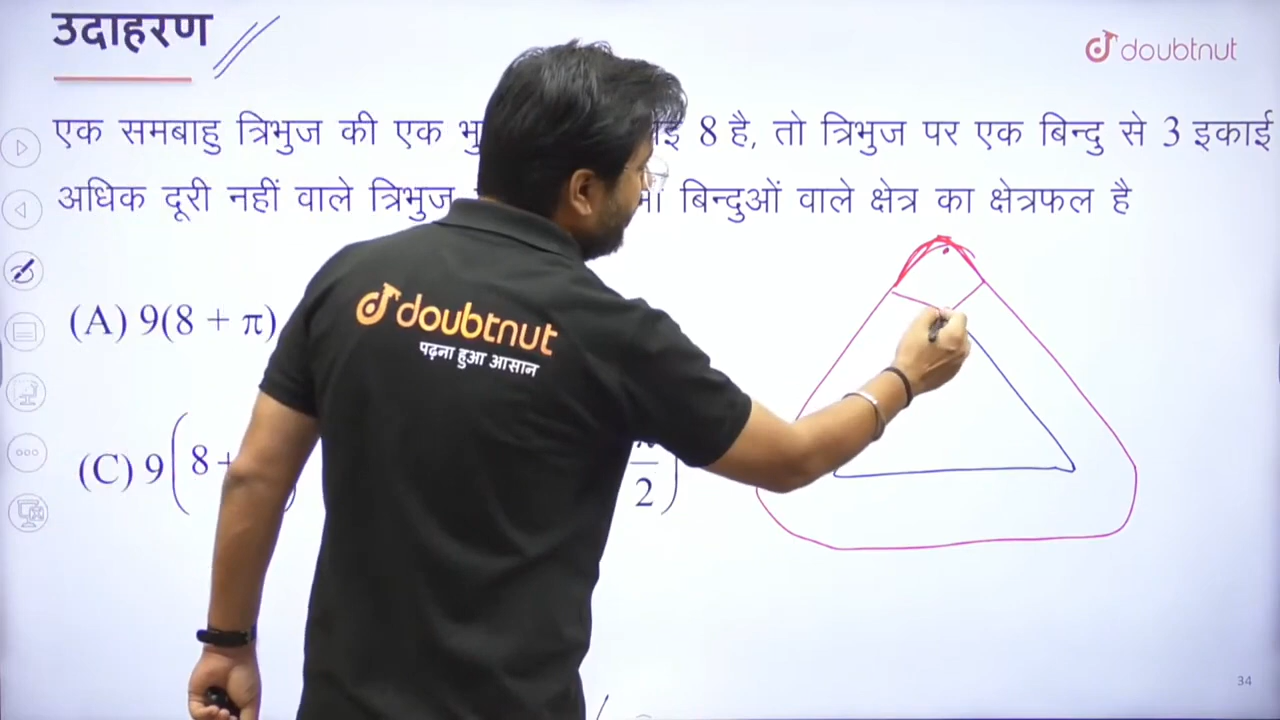 उदाहरण
doubtnut
एक समबाहु त्रिभुज की एक 8 है, तो त्रिभुज पर एक बिन्दु से 3 इकाई
अधिक दूरी नहीं वाले त्रिभुज बिन्दुओं वाले क्षेत्र का क्षेत्रफल है
(A) 9(8 + π)
(C) 9(8 +
2)
doubtnut
पढ़ना हुआ आसान
34